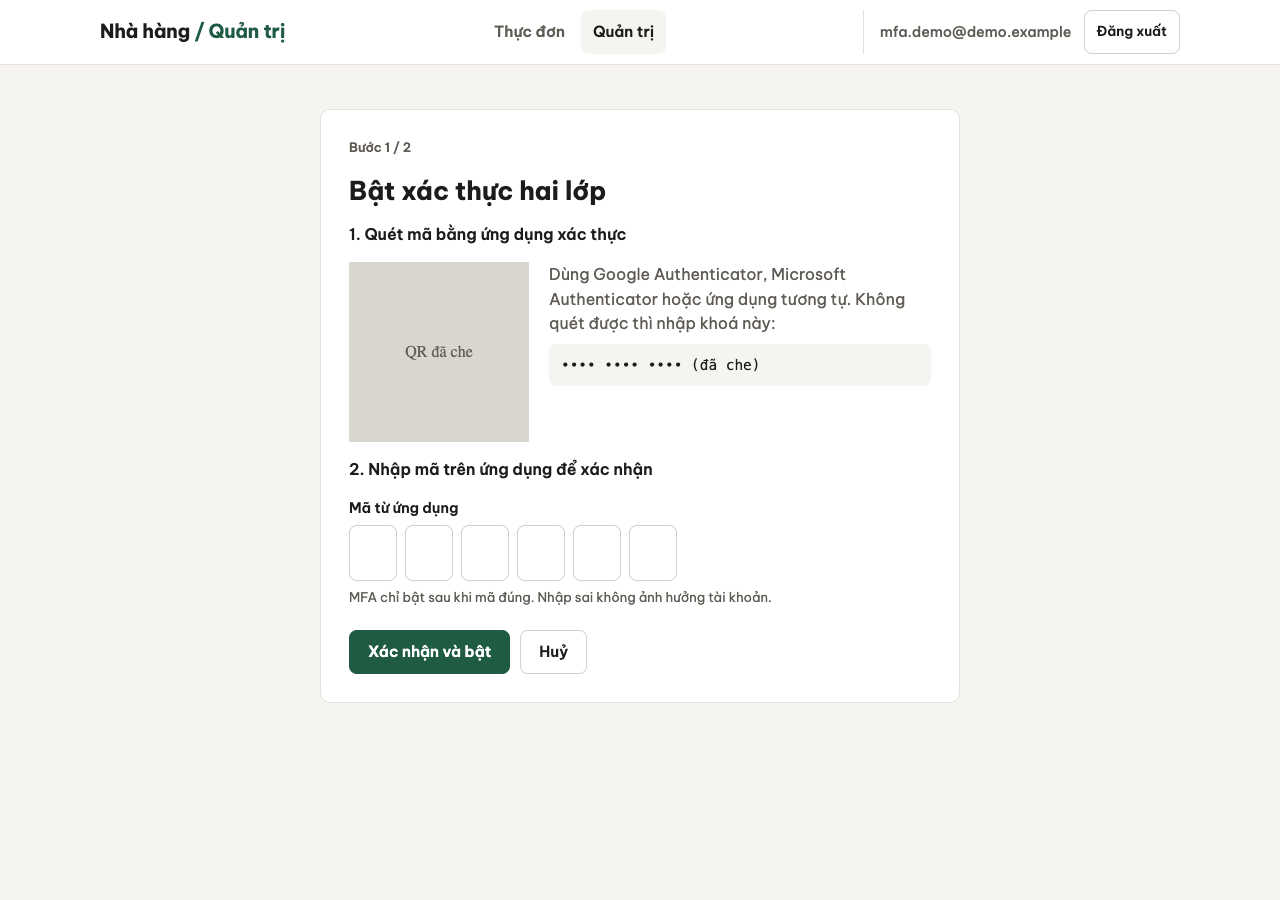 Nhà hàng / Quản trị
Thực đơn
Quản trị
mfa.demo@demo.example
Đăng xuất
Bước 1 / 2
Bật xác thực hai lớp
1. Quét mã bằng ứng dụng xác thực
QR đã che
Dùng Google Authenticator, Microsoft
Authenticator hoặc ứng dụng tương tự. Không
quét được thì nhập khoá này:
•••• •••• •••• (đã che)
2. Nhập mã trên ứng dụng để xác nhận
Mã từ ứng dụng
MFA chỉ bật sau khi mã đúng. Nhập sai không ảnh hưởng tài khoản.
Xác nhận và bật
Huỷ